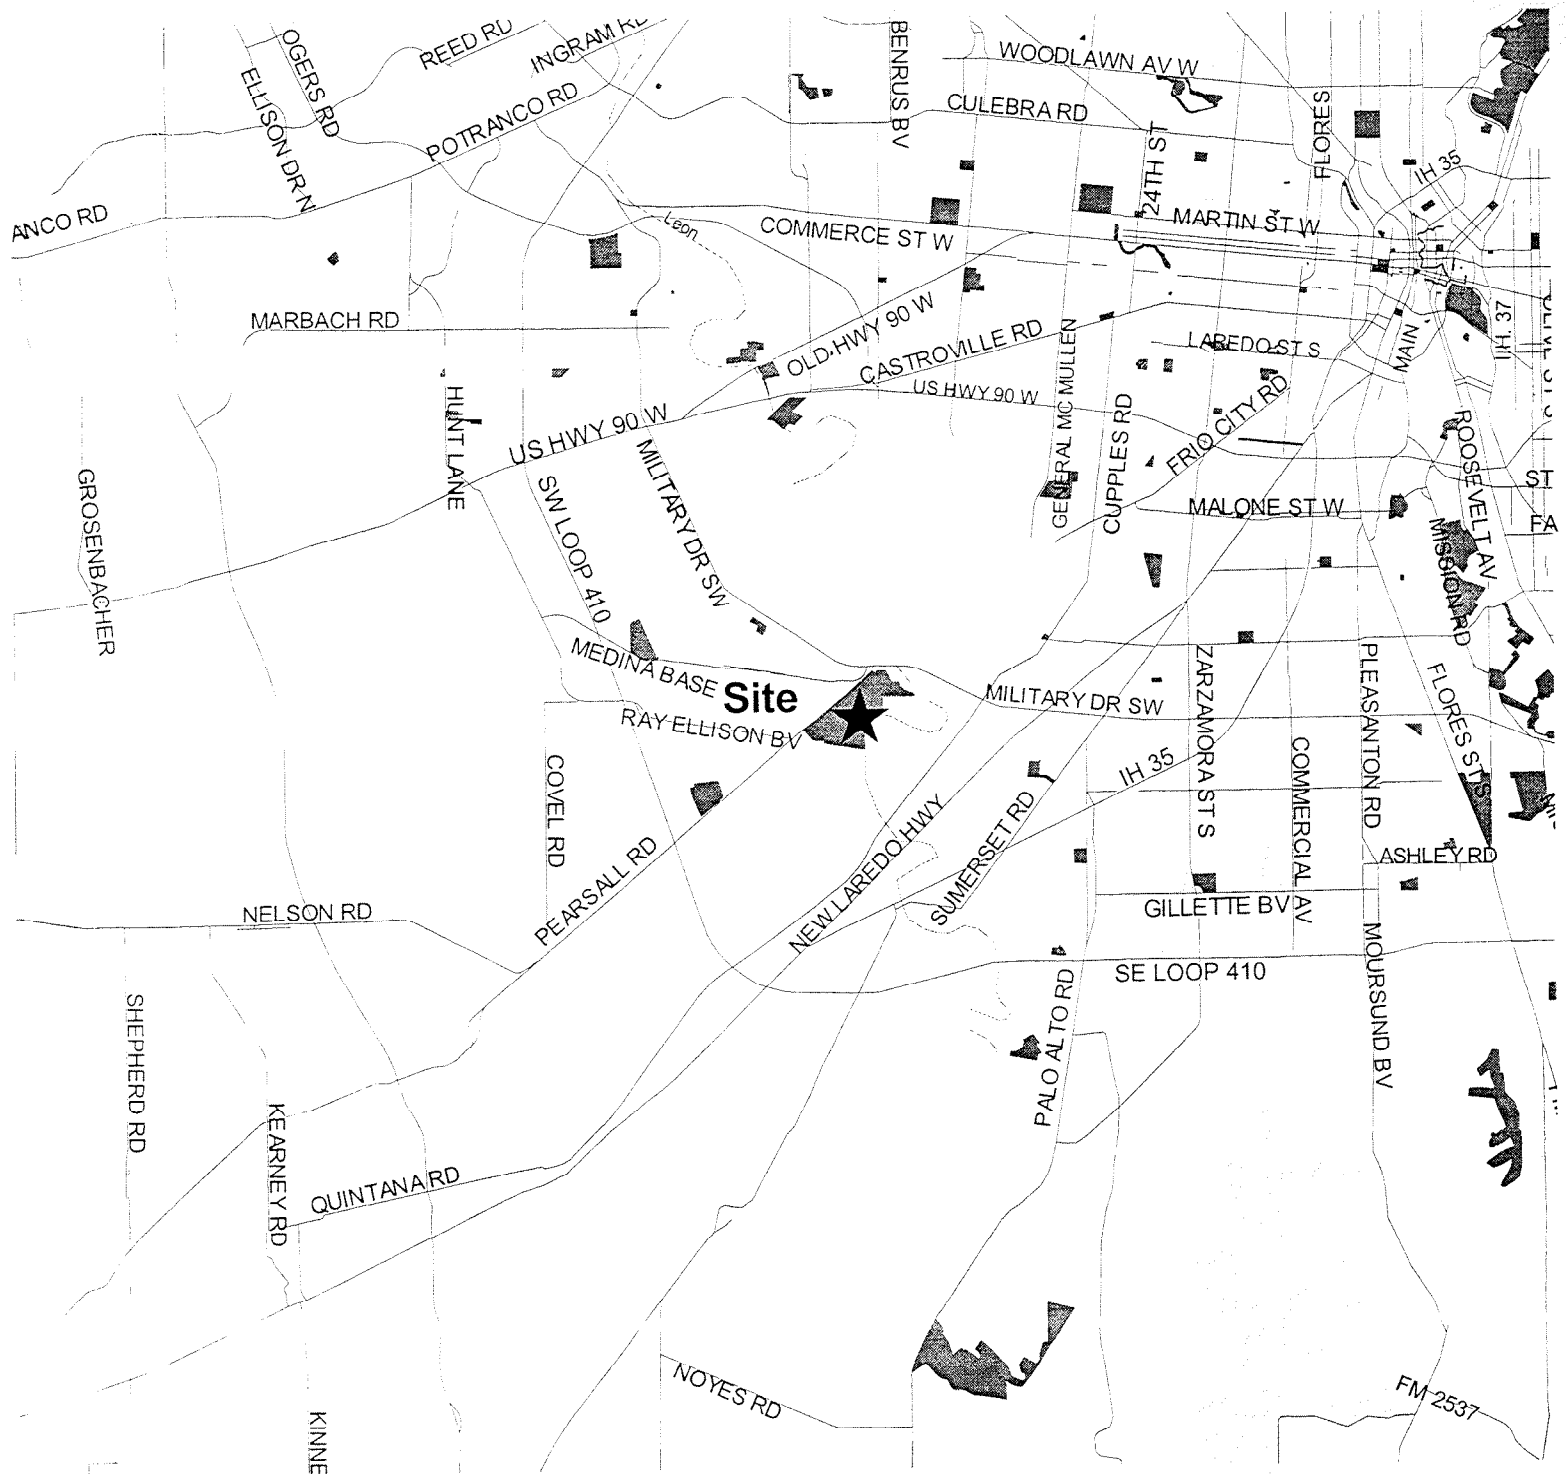 OGERS RD
REED RD
INGRAM RD
BENRUS BV
WOODLAWN AV W
ELLISON DR N
POTRANCO RD
CULEBRA RD
FLORES
24TH ST
IH 35
ANCO RD
Leon
COMMERCE ST W
MARTIN ST W
MARBACH RD
OLD HWY 90 W
CASTROVILLE RD
LAREDO ST S
MAIN
IH 37
HUNT LANE
US HWY 90 W
US HWY 90 W
GENERAL MC MULLEN
CUPPLES RD
FRIO CITY RD
ROOSEVELT AV
GROSENBACHER
SW LOOP 410
MILITARY DR SW
MALONE ST W
ST
FA
MISSION RD
MEDINA BASE
Site
RAY ELLISON BV
MILITARY DR SW
ZARZAMORA ST S
PLEASANTON RD
FLORES ST S
COVEL RD
IH 35
COMMERCIAL AV
PEARSALL RD
NEW LAREDO HWY
SUMERSET RD
ASHLEY RD
NELSON RD
GILLETTE BV
SE LOOP 410
MOURSUND BV
SHEPHERD RD
PALO ALTO RD
KEARNEY RD
QUINTANA RD
NOYES RD
FM 2537
KINNE